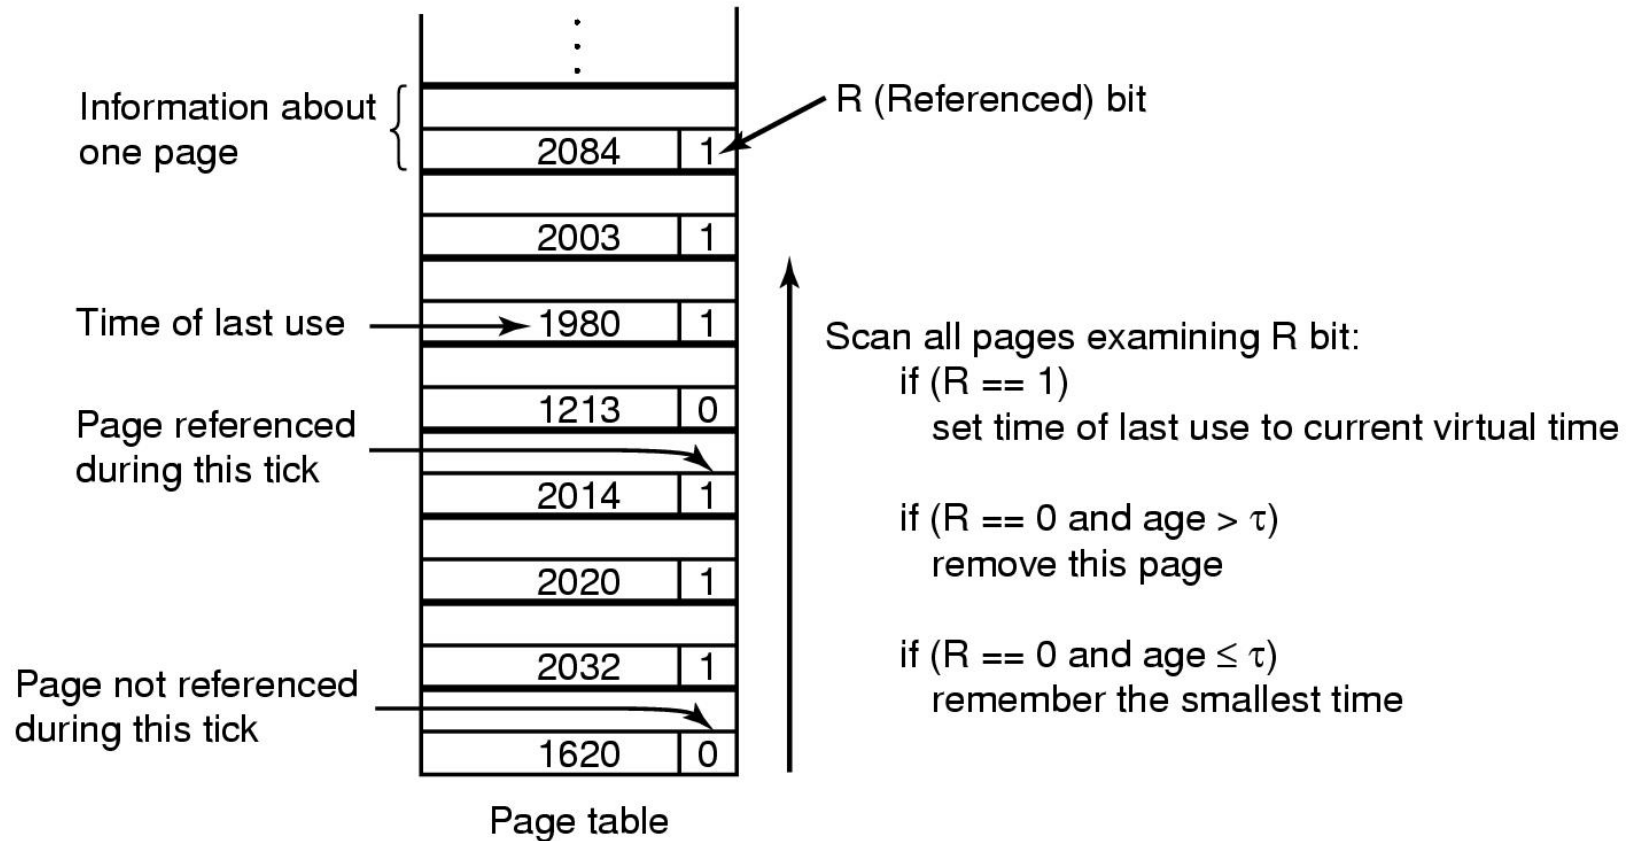 Information about
one page
R (Referenced) bit
2084 1
2003 1
Time of last use
1980 1
Scan all pages examining R bit:
if (R == 1)
set time of last use to current virtual time
1213 0
Page referenced
during this tick
2014 1
if (R == 0 and age > τ)
remove this page
2020 1
if (R == 0 and age ≤ τ)
remember the smallest time
2032 1
Page not referenced
during this tick
1620 0
Page table